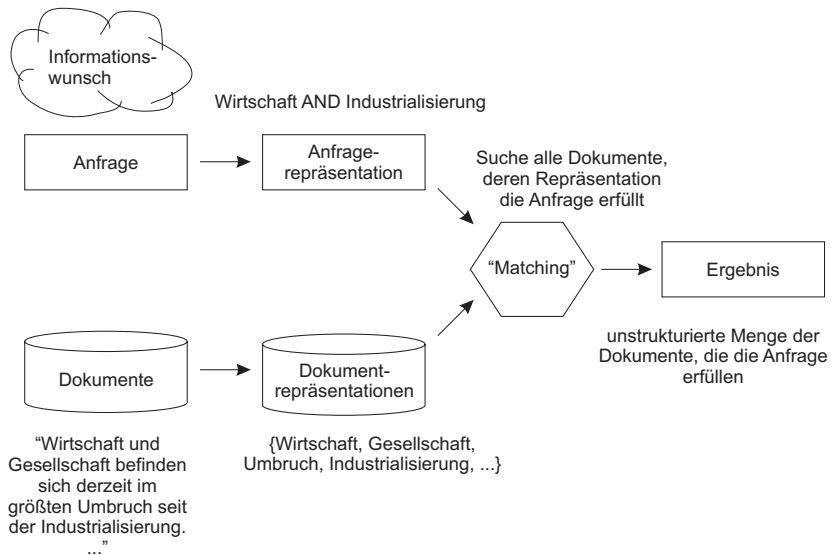 Informations-
wunsch
Wirtschaft AND Industrialisierung
Anfrage
Anfrage-
repräsentation
Suche alle Dokumente,
deren Repräsentation
die Anfrage erfüllt
“Matching”
Ergebnis
unstrukturierte Menge der
Dokumente, die die Anfrage
erfüllen
Dokumente
Dokument-
repräsentationen
“Wirtschaft und
Gesellschaft befinden
sich derzeit im
größten Umbruch seit
der Industrialisierung.
...”
{Wirtschaft, Gesellschaft,
Umbruch, Industrialisierung, ...}